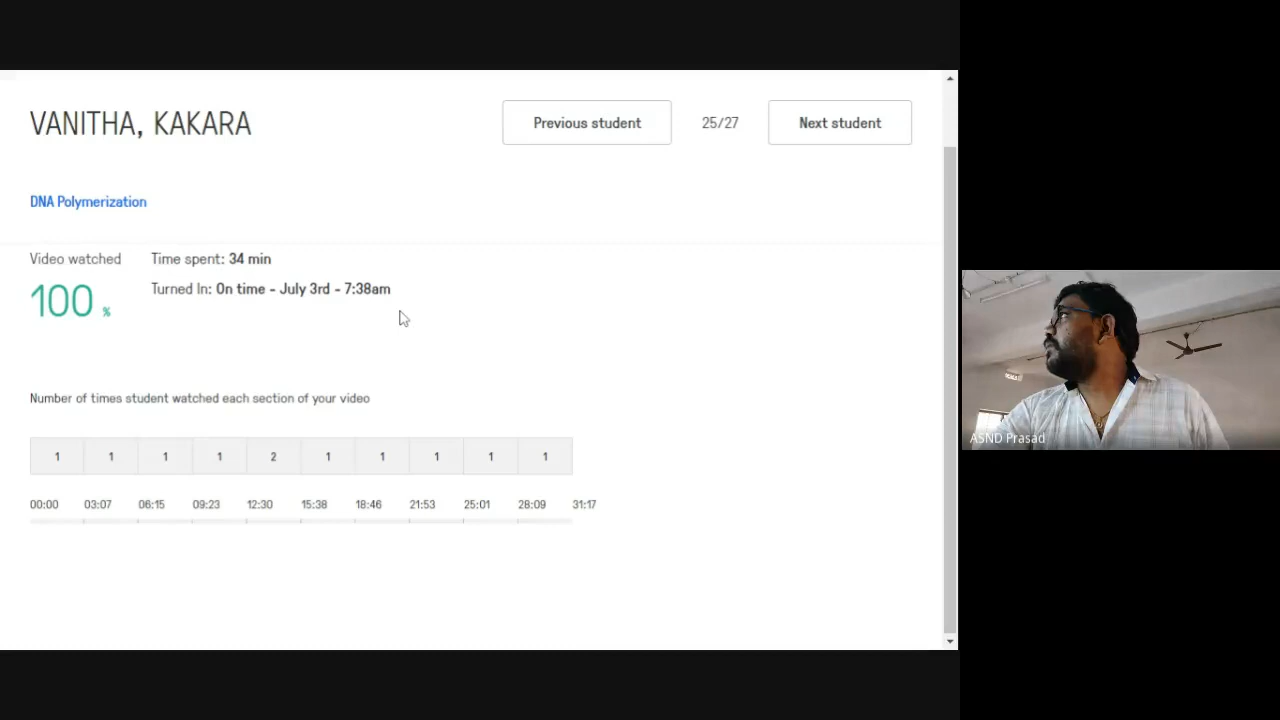 VANITHA, KAKARA
Previous student
25/27
Next student
DNA Polymerization
Video watched
100 %
Time spent: 34 min
Turned In: On time - July 3rd - 7:38am
Number of times student watched each section of your video
1 1 1 1 2 1 1 1 1 1
00:00 03:07 06:15 09:23 12:30 15:38 18:46 21:53 25:01 28:09 31:17
ASND Prasad